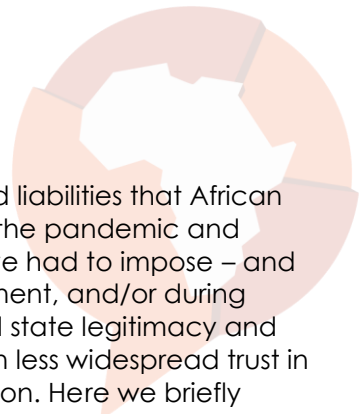 d liabilities that African
the pandemic and
e had to impose – and
ment, and/or during
l state legitimacy and
n less widespread trust in
on. Here we briefly